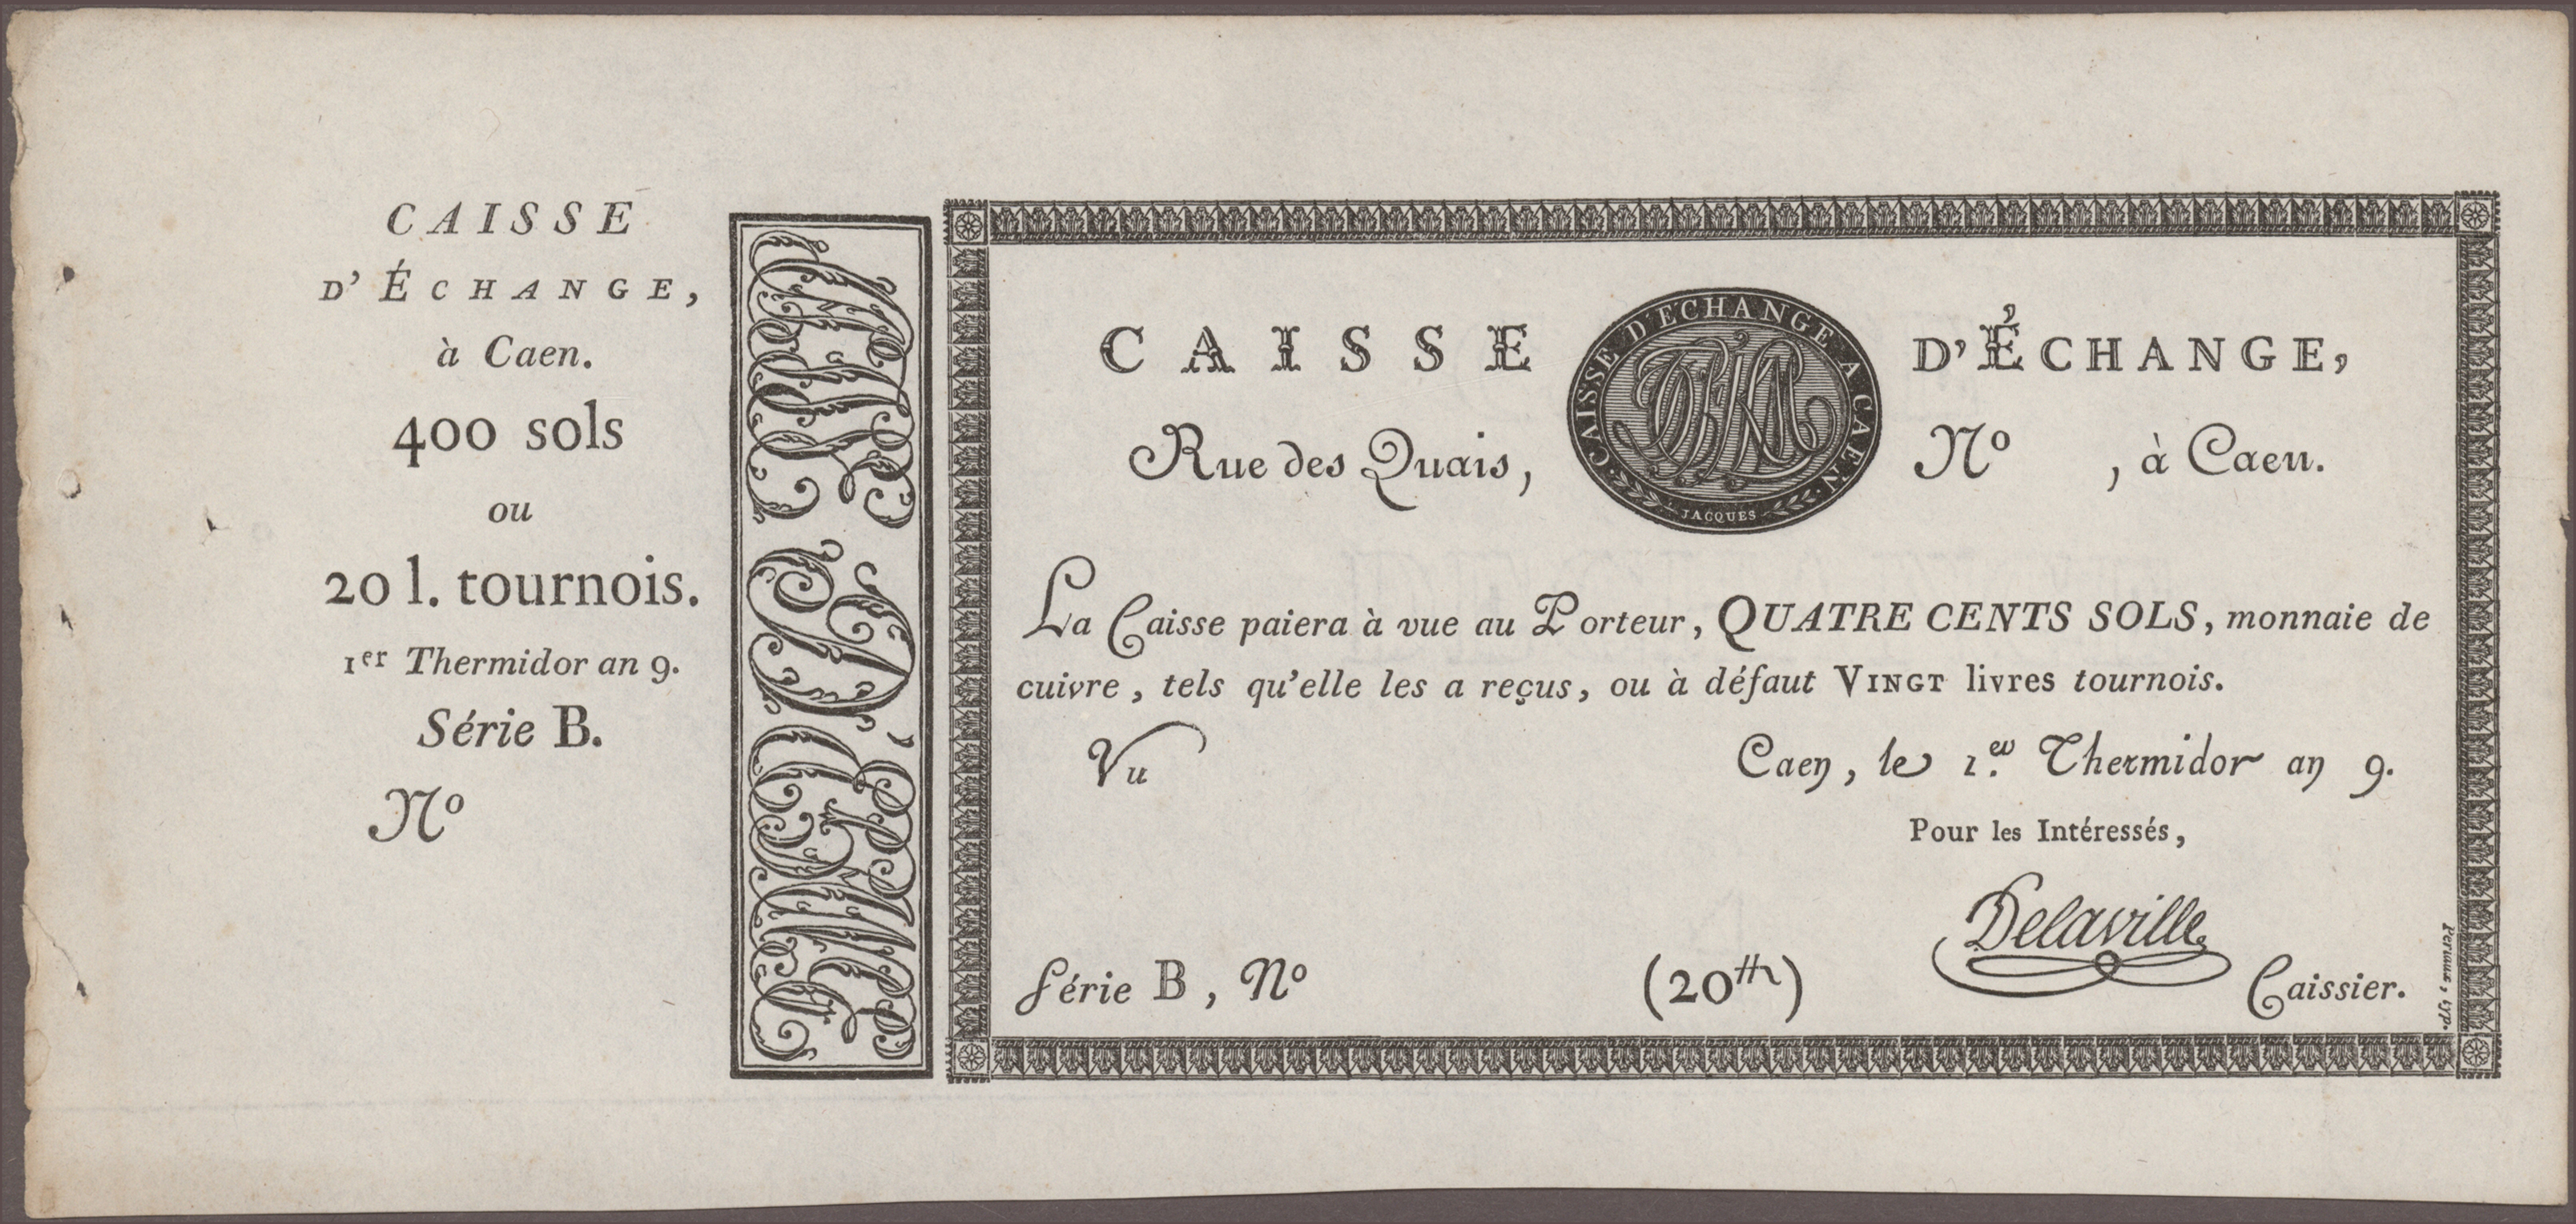 CAISSE
D'ÉCHANGE,
à Caen.
400 sols
ou
20 l. tournois.
1er Thermidor an 9.
Série B.
Nº
CAISSE D'ÉCHANGE,
CAISSE D'ECHANGE A CAEN
JACQUES
Rue des Quais, Nº , à Caen.
La Caisse paiera à vue au Porteur, QUATRE CENTS SOLS, monnaie de
cuivre, tels qu'elle les a reçus, ou à défaut VINGT livres tournois.
Vu
Caen, le 1.er Thermidor an 9.
Pour les Intéressés,
Delaville
Série B, Nº (20tt) Caissier.
typ.